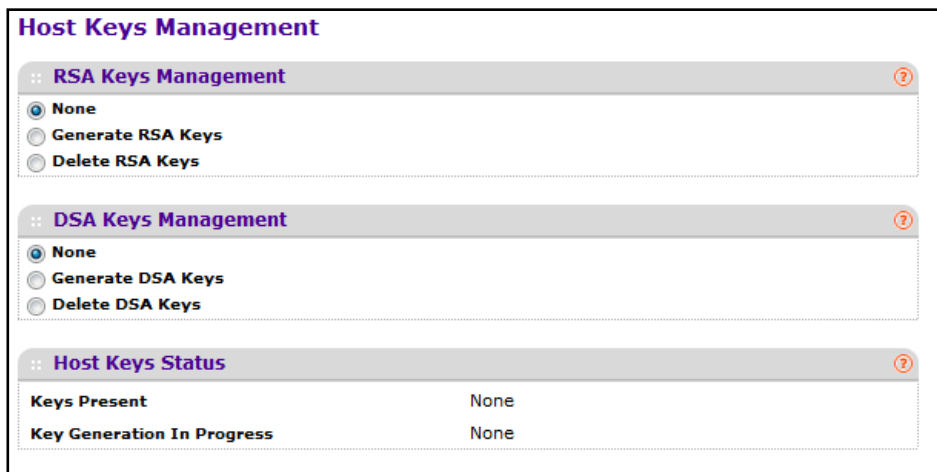 Host Keys Management
RSA Keys Management
None
Generate RSA Keys
Delete RSA Keys
DSA Keys Management
None
Generate DSA Keys
Delete DSA Keys
Host Keys Status
Keys Present None
Key Generation In Progress None